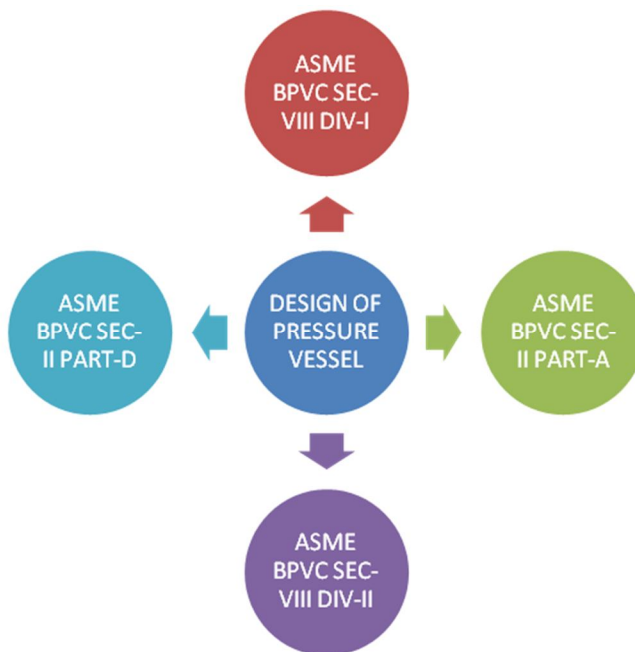 ASME
BPVC SEC-
VIII DIV-I
ASME
BPVC SEC-
II PART-D
DESIGN OF
PRESSURE
VESSEL
ASME
BPVC SEC-
II PART-A
ASME
BPVC SEC-
VIII DIV-II